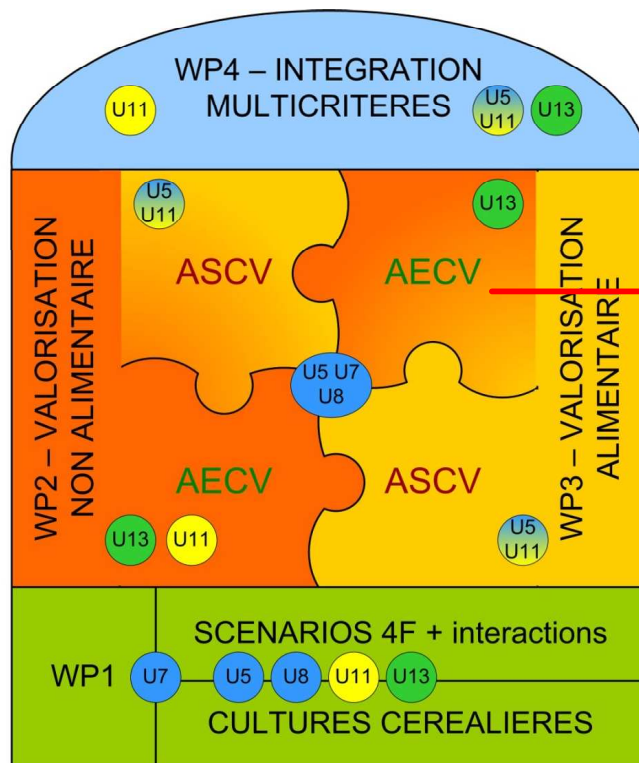 WP4 – INTEGRATION
MULTICRITERES
U11
U5
U11
U13
WP2 – VALORISATION
NON ALIMENTAIRE
U5
U11
U13
ASCV
AECV
WP3 – VALORISATION
ALIMENTAIRE
U5 U7
U8
AECV
ASCV
U13
U11
U5
U11
SCENARIOS 4F + interactions
WP1
U7
U5
U8
U11
U13
CULTURES CEREALIERES